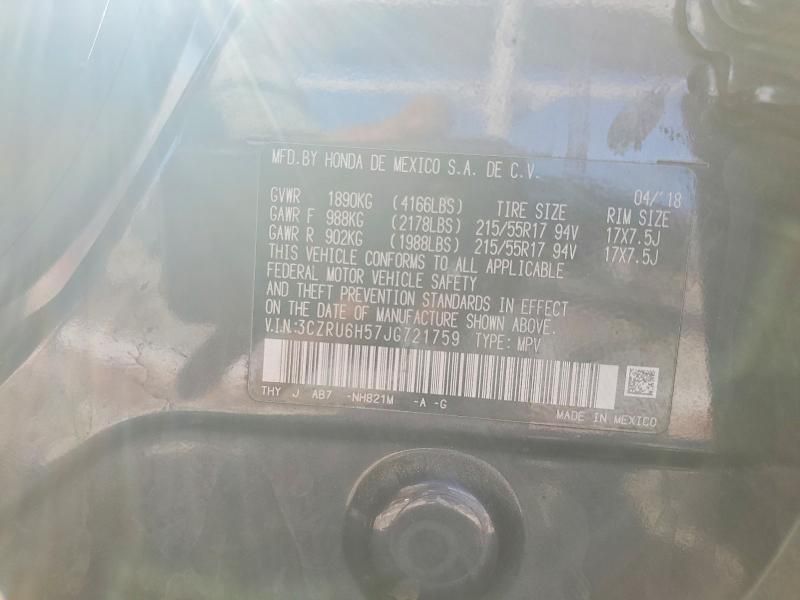 MFD.BY HONDA DE MEXICO S.A. DE C.V.
04/'18
GVWR 1890KG (4166LBS) TIRE SIZE RIM SIZE
GAWR F 988KG (2178LBS) 215/55R17 94V 17X7.5J
GAWR R 902KG (1988LBS) 215/55R17 94V 17X7.5J
THIS VEHICLE CONFORMS TO ALL APPLICABLE
FEDERAL MOTOR VEHICLE SAFETY
AND THEFT PREVENTION STANDARDS IN EFFECT
ON THE DATE OF MANUFACTURE SHOWN ABOVE.
V.I.N:3CZRU6H57JG721759 TYPE: MPV
THY J AB7 -NH821M -A -G
MADE IN MEXICO